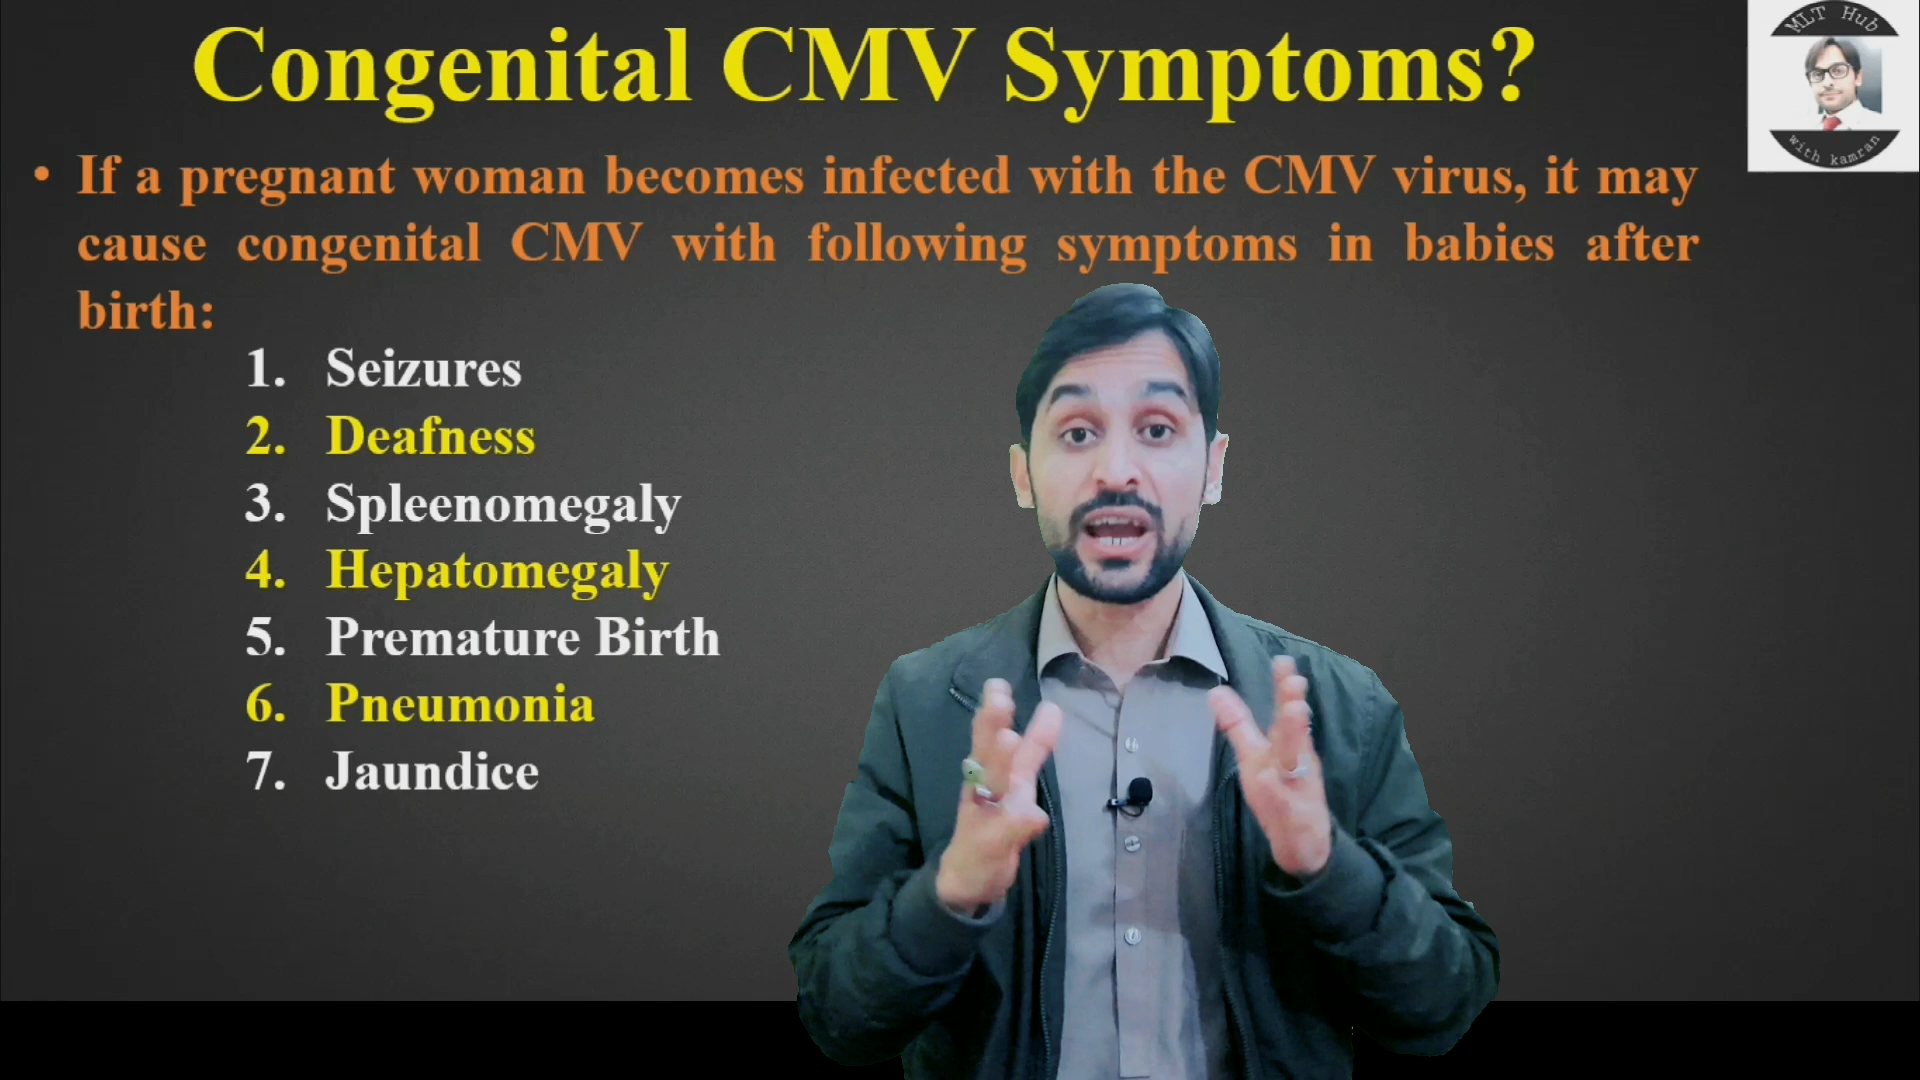 Congenital CMV Symptoms?
MLT Hub
with kamran
• If a pregnant woman becomes infected with the CMV virus, it may
cause congenital CMV with following symptoms in babies after
birth:
1. Seizures
2. Deafness
3. Spleenomegaly
4. Hepatomegaly
5. Premature Birth
6. Pneumonia
7. Jaundice